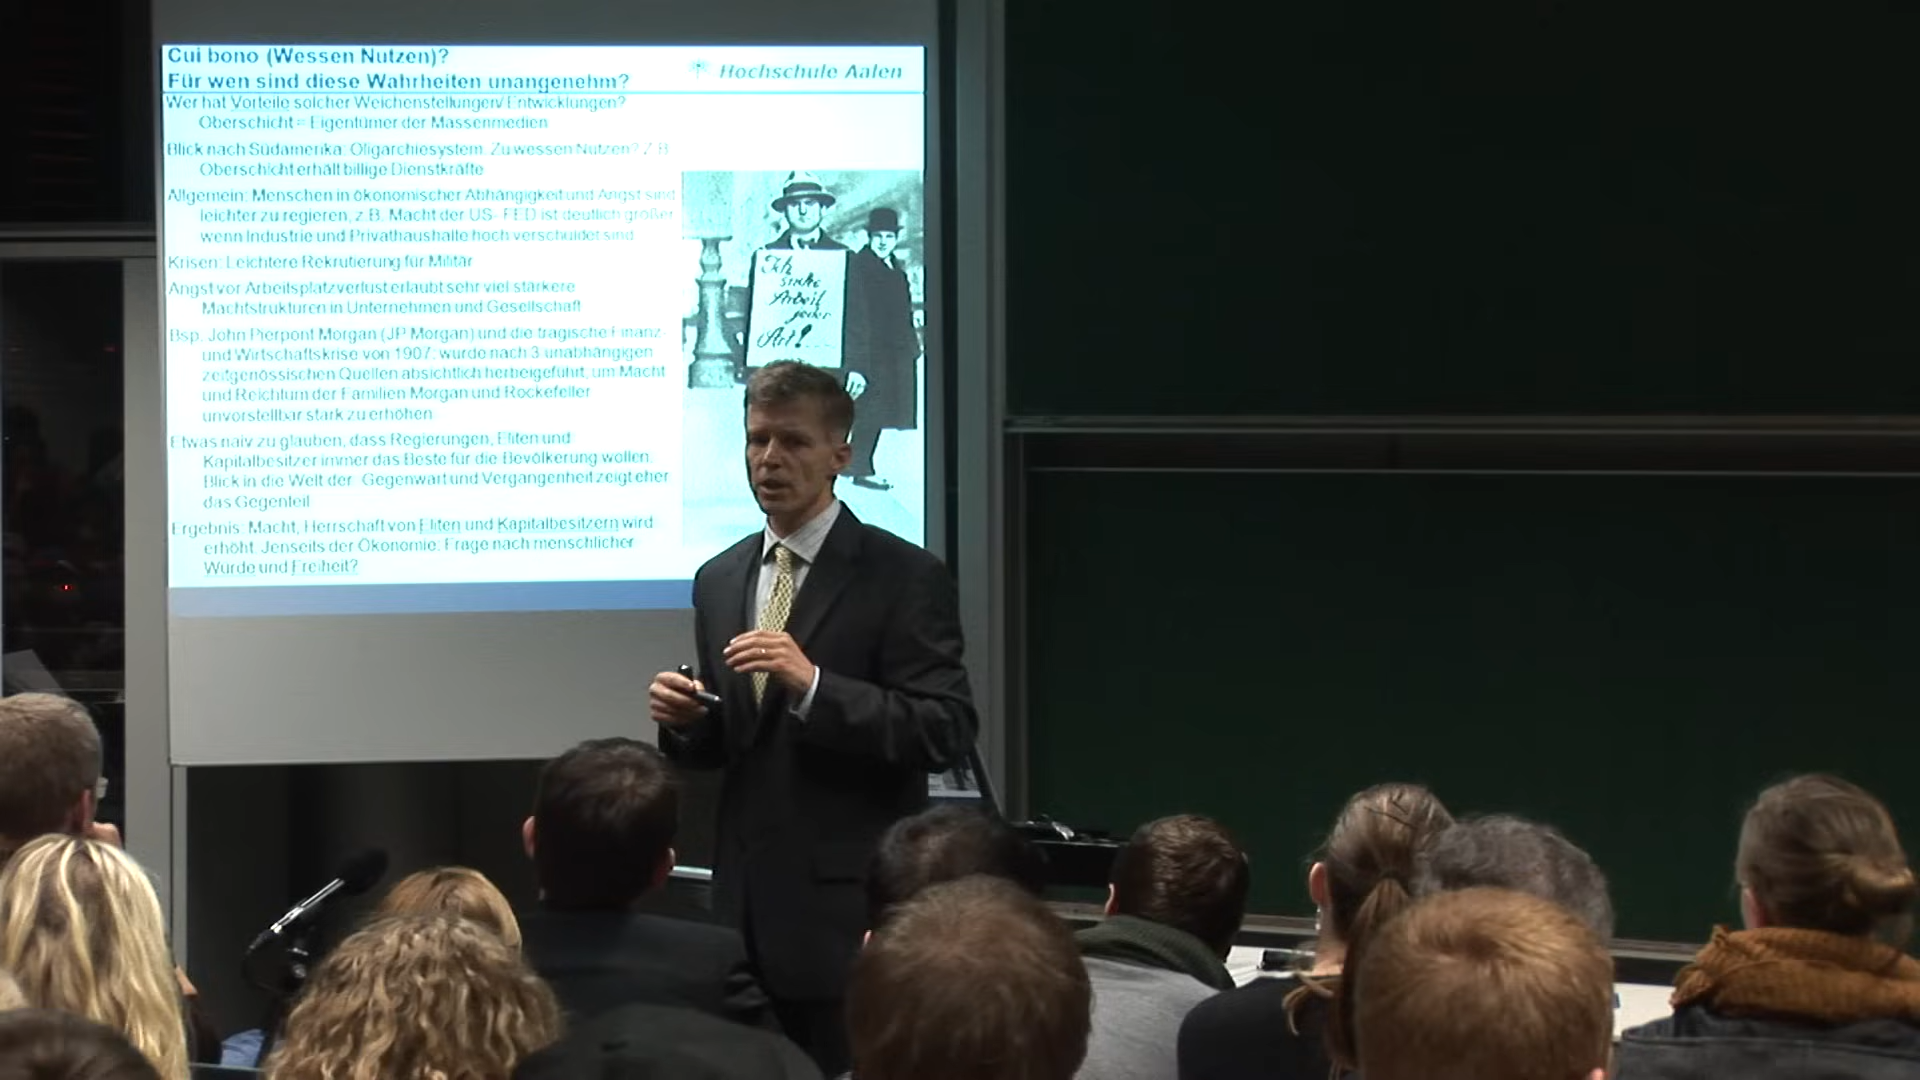 Cui bono (Wessen Nutzen)?
Für wen sind diese Wahrheiten unangenehm?
Hochschule Aalen
Wer hat Vorteile solcher Weichenstellungen/ Entwicklungen?
Oberschicht = Eigentümer der Massenmedien
Blick nach Südamerika: Oligarchiesystem. Zu wessen Nutzen? Z.B.
Oberschicht erhält billige Dienstkräfte
Allgemein: Menschen in ökonomischer Abhängigkeit und Angst sind
leichter zu regieren, z.B. Macht der US- FED ist deutlich größer
wenn Industrie und Privathaushalte hoch verschuldet sind
Krisen: Leichtere Rekrutierung für Militär
Angst vor Arbeitsplatzverlust erlaubt sehr viel stärkere
Machtstrukturen in Unternehmen und Gesellschaft
Bsp. John Pierpont Morgan (JP Morgan) und die tragische Finanz-
und Wirtschaftskrise von 1907: wurde nach 3 unabhängigen
zeitgenössischen Quellen absichtlich herbeigeführt, um Macht
und Reichtum der Familien Morgan und Rockefeller
unvorstellbar stark zu erhöhen.
Etwas naiv zu glauben, dass Regierungen, Eliten und
Kapitalbesitzer immer das Beste für die Bevölkerung wollen.
Blick in die Welt der Gegenwart und Vergangenheit zeigt eher
das Gegenteil
Ergebnis: Macht, Herrschaft von Eliten und Kapitalbesitzern wird
erhöht. Jenseits der Ökonomie: Frage nach menschlicher
Würde und Freiheit?
Ich
suche
Arbeit
jeder
Art!